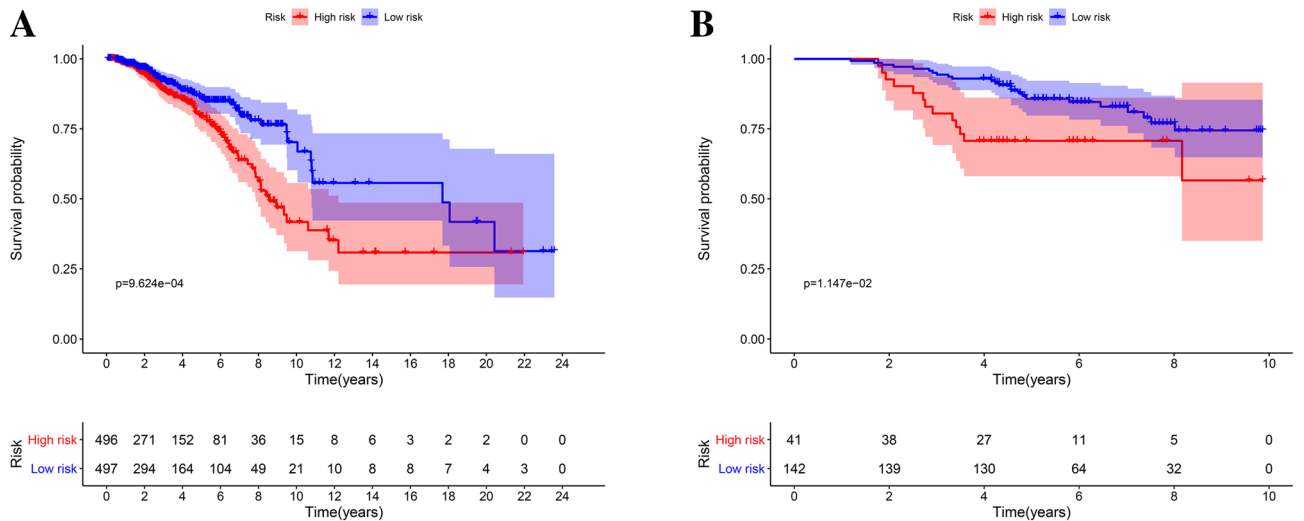 A
Risk High risk Low risk
Survival probability
1.00
0.75
0.50
0.25
0.00
p=9.624e−04
0 2 4 6 8 10 12 14 16 18 20 22 24
Time(years)
Risk
High risk 496 271 152 81 36 15 8 6 3 2 2 0 0
Low risk 497 294 164 104 49 21 10 8 8 7 4 3 0
0 2 4 6 8 10 12 14 16 18 20 22 24
Time(years)
B
Risk High risk Low risk
Survival probability
1.00
0.75
0.50
0.25
0.00
p=1.147e−02
0 2 4 6 8 10
Time(years)
Risk
High risk 41 38 27 11 5 0
Low risk 142 139 130 64 32 0
0 2 4 6 8 10
Time(years)